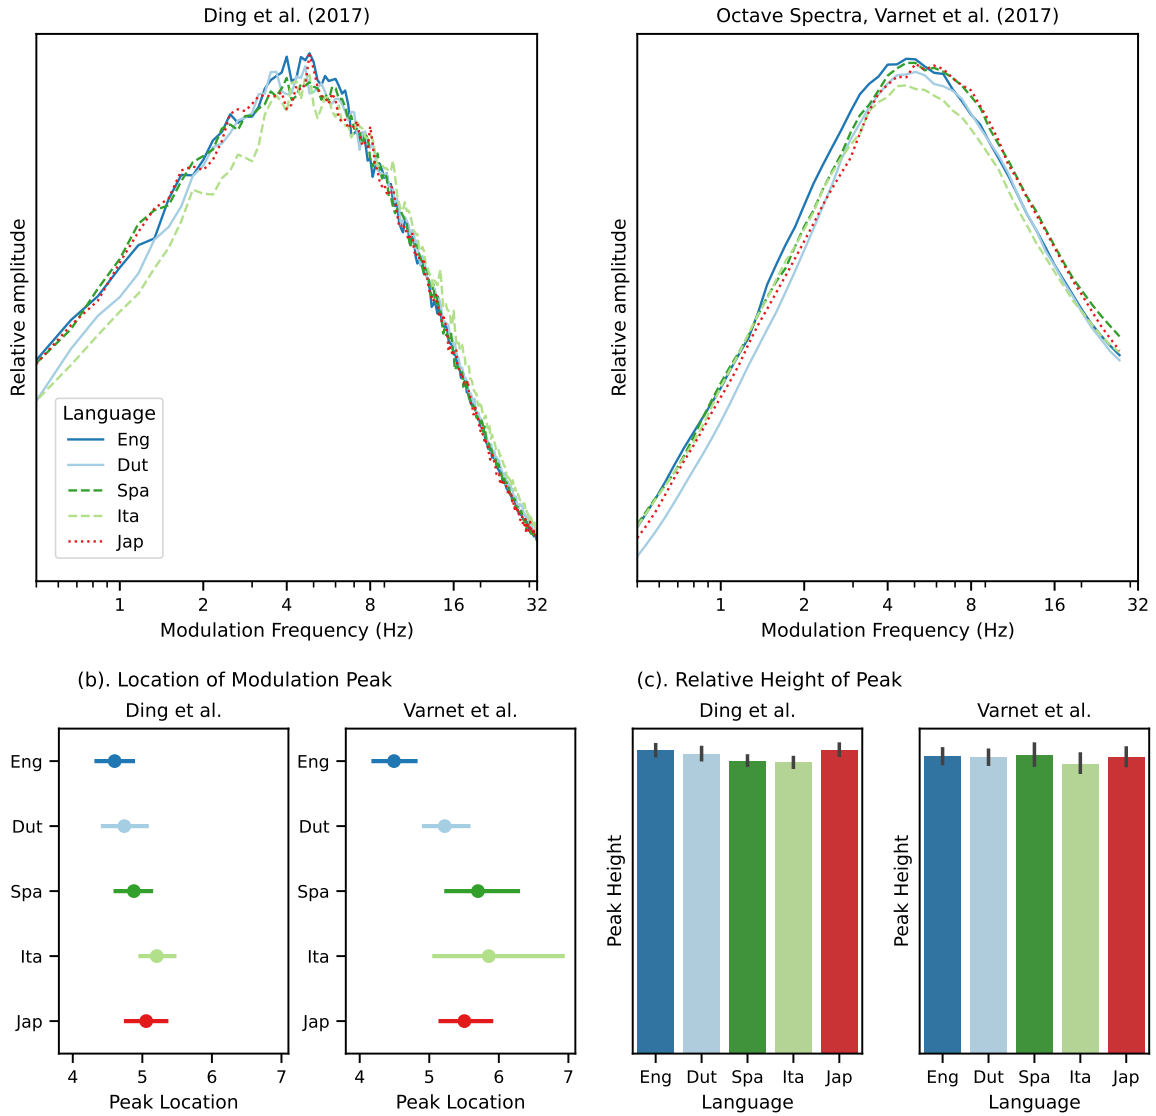 Ding et al. (2017)
Octave Spectra, Varnet et al. (2017)
Relative amplitude
Relative amplitude
Language
Eng
Dut
Spa
Ita
Jap
1 2 4 8 16 32
1 2 4 8 16 32
Modulation Frequency (Hz)
Modulation Frequency (Hz)
(b). Location of Modulation Peak
(c). Relative Height of Peak
Ding et al.
Varnet et al.
Ding et al.
Varnet et al.
Eng
Dut
Spa
Ita
Jap
4 5 6 7
Peak Location
Eng
Dut
Spa
Ita
Jap
4 5 6 7
Peak Location
Peak Height
Eng Dut Spa Ita Jap
Language
Peak Height
Eng Dut Spa Ita Jap
Language